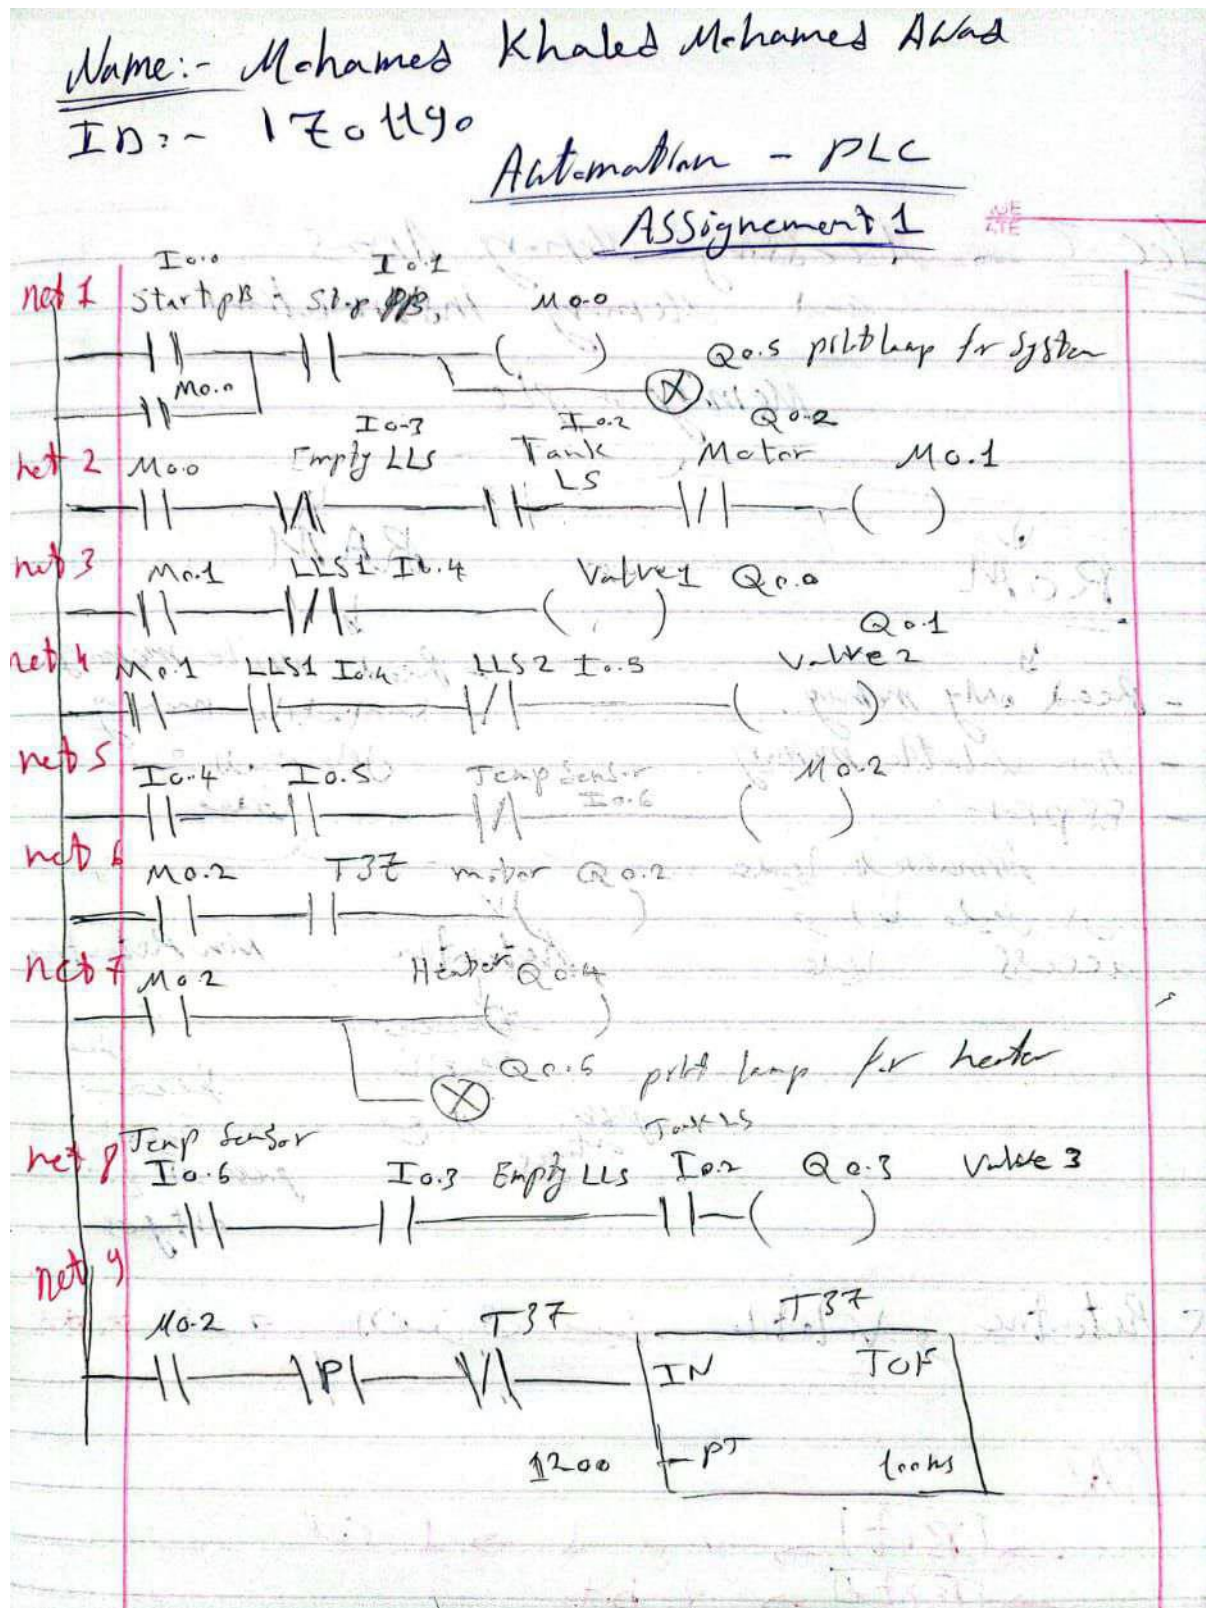 Name:- Mohamed Khaled Mohamed Awad
ID:- 1701190
Automation - PLC
Assignement 1
I0.0 I0.1
net 1 Start PB Stop PB M0.0
Q0.5 pilot lamp for System
M0.0
I0.3 I0.2 Q0.2
net 2 M0.0 Empty LLS Tank LS Motor M0.1
net 3 M0.1 LLS1 I0.4 Valve1 Q0.0
Q0.1
net 4 M0.1 LLS1 I0.4 LLS2 I0.5 Valve 2
net 5 I0.4 I0.5 Temp Sensor I0.6 M0.2
net 6 M0.2 T37 motor Q0.2
net 7 M0.2 Heater Q0.4
Q0.6 pilot lamp for heater
Temp Sensor Tank LS
net 8 I0.6 I0.3 Empty LLS I0.2 Q0.3 Valve 3
net 9
M0.2 P T37 T37
IN TOF
1200 PT 100ms